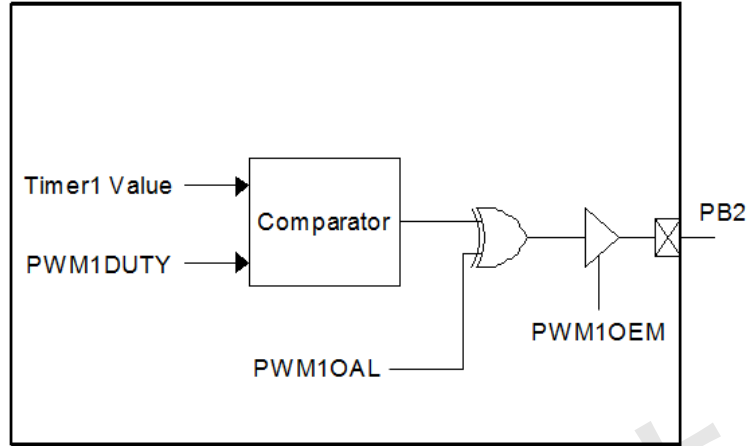 Timer1 Value
Comparator
PWM1DUTY
PWM1OAL
PWM1OEM
PB2